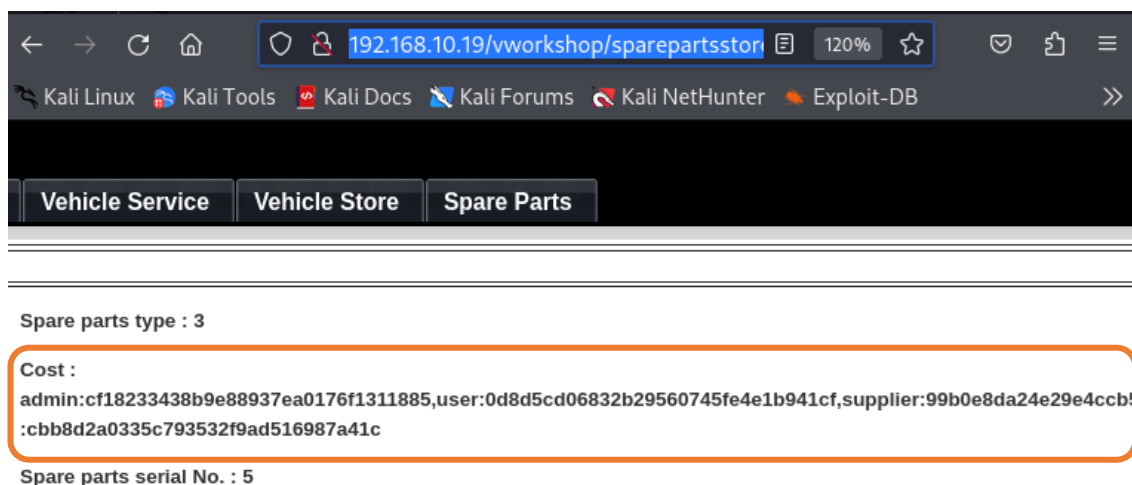 192.168.10.19/vworkshop/sparepartsstor
120%
Kali Linux Kali Tools Kali Docs Kali Forums Kali NetHunter Exploit-DB
Vehicle Service Vehicle Store Spare Parts
Spare parts type : 3
Cost :
admin:cf18233438b9e88937ea0176f1311885,user:0d8d5cd06832b29560745fe4e1b941cf,supplier:99b0e8da24e29e4ccb5
:cbb8d2a0335c793532f9ad516987a41c
Spare parts serial No. : 5